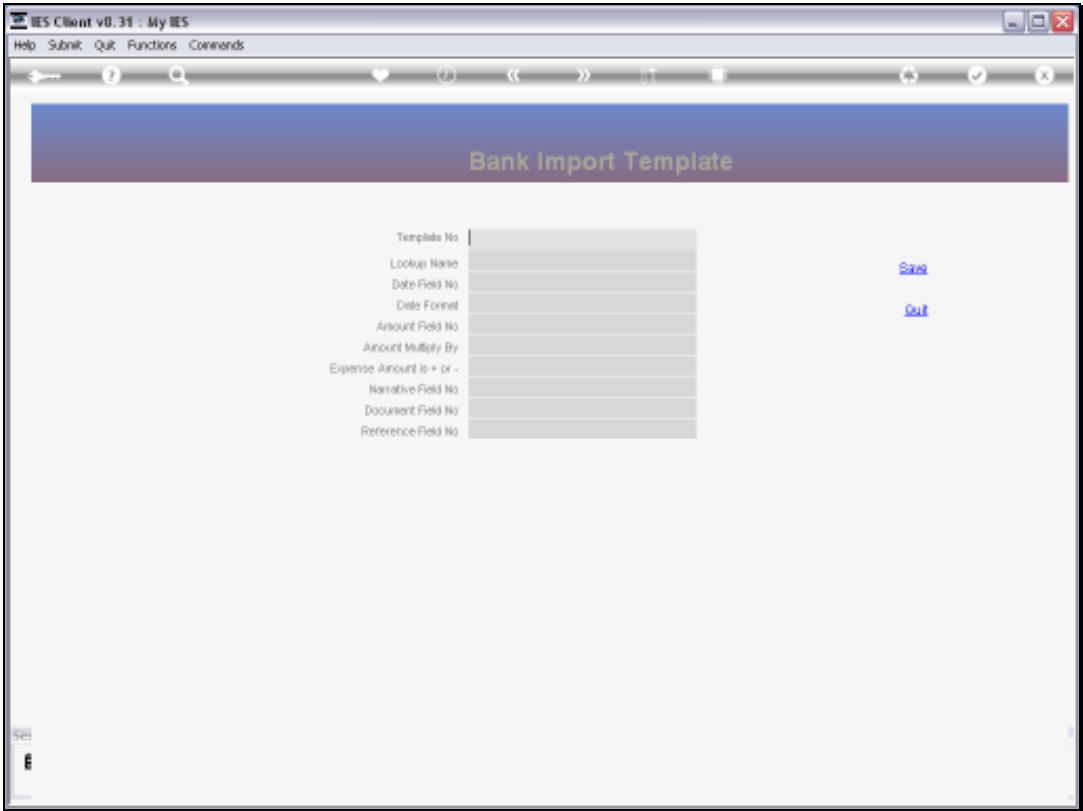 IES Client v8.31 : My IES
Help Submit Quit Functions Commands
Bank Import Template
Template No
Lookup Name
Save
Date Field No
Date Format
Quit
Amount Field No
Amount Multiply By
Expense Amount is + or -
Narrative Field No
Document Field No
Reference Field No